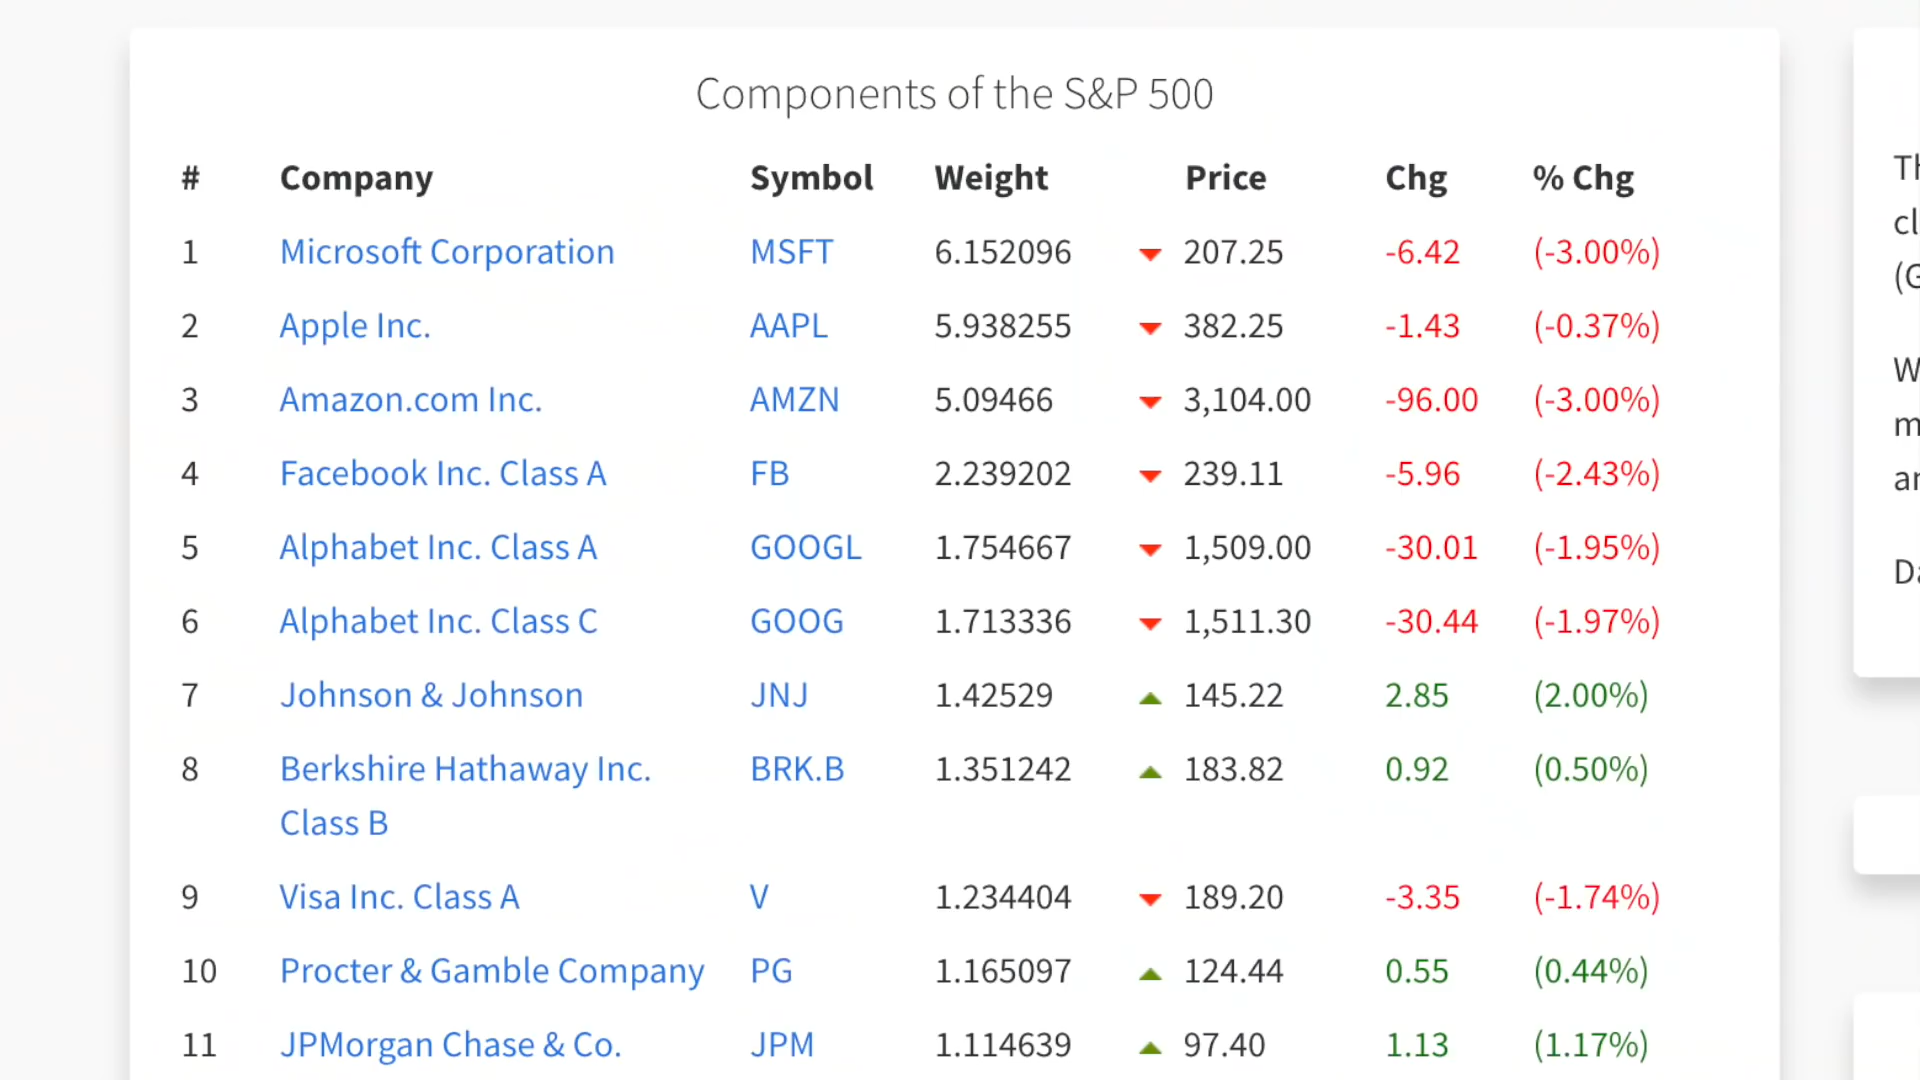 Components of the S&P 500
# Company Symbol Weight Price Chg % Chg
1 Microsoft Corporation MSFT 6.152096 207.25 -6.42 (-3.00%)
2 Apple Inc. AAPL 5.938255 382.25 -1.43 (-0.37%)
3 Amazon.com Inc. AMZN 5.09466 3,104.00 -96.00 (-3.00%)
4 Facebook Inc. Class A FB 2.239202 239.11 -5.96 (-2.43%)
5 Alphabet Inc. Class A GOOGL 1.754667 1,509.00 -30.01 (-1.95%)
6 Alphabet Inc. Class C GOOG 1.713336 1,511.30 -30.44 (-1.97%)
7 Johnson & Johnson JNJ 1.42529 145.22 2.85 (2.00%)
8 Berkshire Hathaway Inc. BRK.B 1.351242 183.82 0.92 (0.50%)
Class B
9 Visa Inc. Class A V 1.234404 189.20 -3.35 (-1.74%)
10 Procter & Gamble Company PG 1.165097 124.44 0.55 (0.44%)
11 JPMorgan Chase & Co. JPM 1.114639 97.40 1.13 (1.17%)